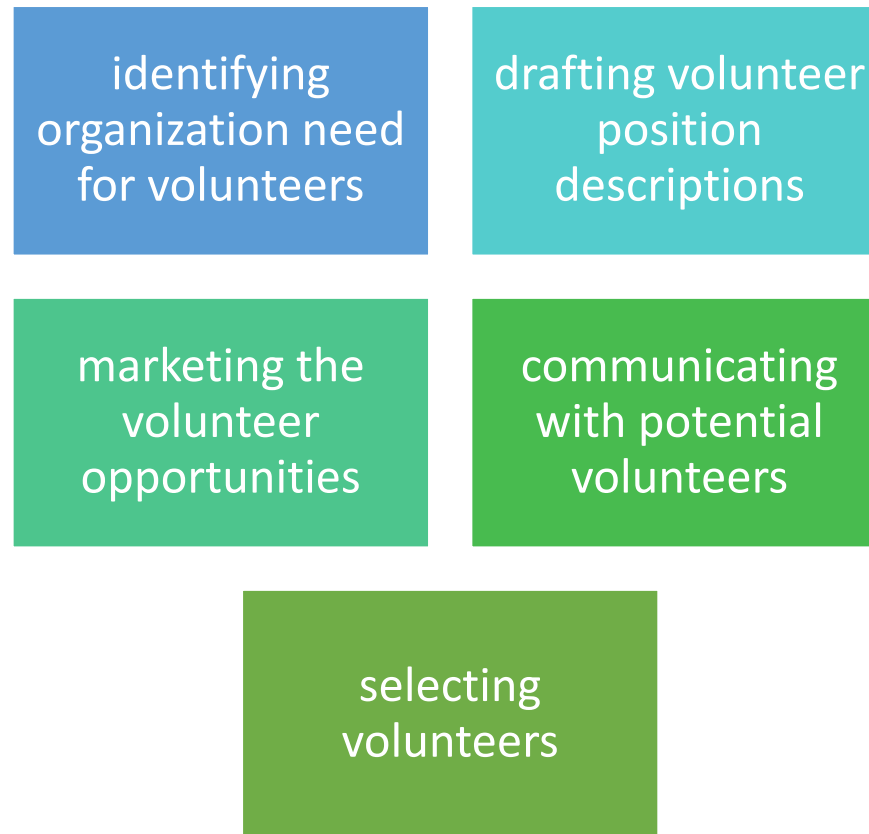 identifying
organization need
for volunteers
drafting volunteer
position
descriptions
marketing the
volunteer
opportunities
communicating
with potential
volunteers
selecting
volunteers